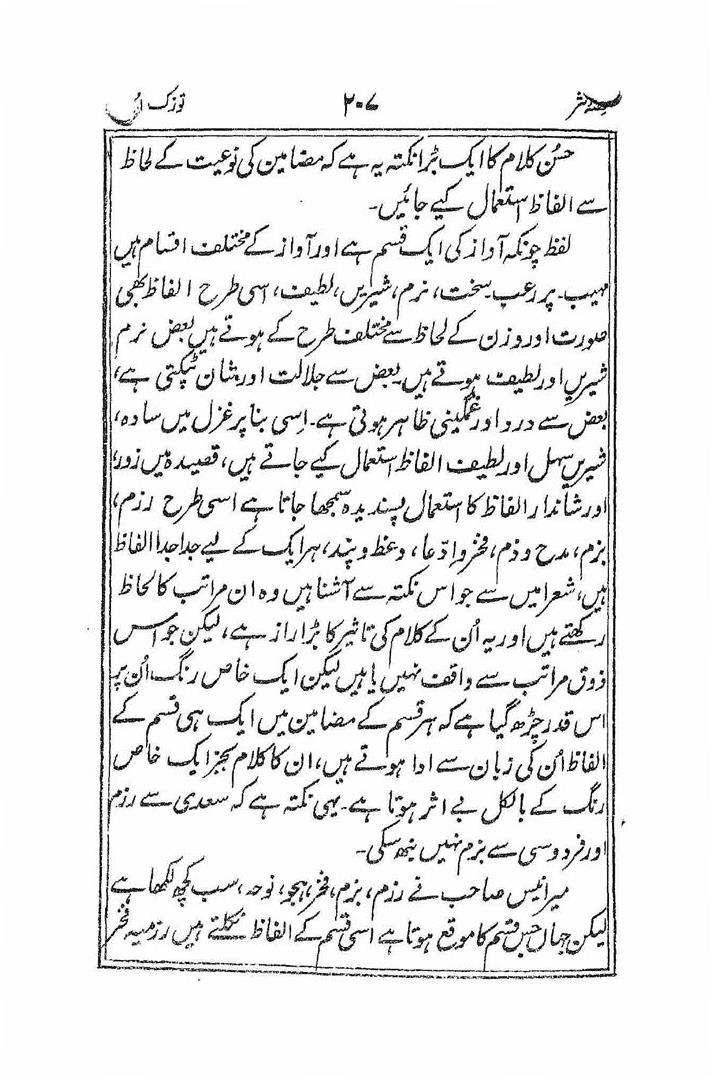 حصۂ نثر ۲۰۷ توزک اُر
حسُنِ کلام کا ایک بڑا نکتہ یہ ہے کہ مضامین کی نوعیت کے لحاظ
سے الفاظ استعمال کیے جائیں۔
لفظ چونکہ آواز کی ایک قسم ہے اور آواز کے مختلف اقسام ہیں
مہیب۔ پر رعب۔ سخت، نرم، شیریں، لطیف، اسی طرح الفاظ بھی
صورت اور وزن کے لحاظ سے مختلف طرح کے ہوتے ہیں بعض نرم
شیریں اور لطیف ہوتے ہیں۔ بعض سے جلالت اور شان ٹپکتی ہے،
بعض سے درد اور غمگینی ظاہر ہوتی ہے۔ اِسی بنا پر غزل میں سادہ،
شیریں سہل اور لطیف الفاظ استعمال کیے جاتے ہیں، قصیدہ میں زور
اور شاندار الفاظ کا استعمال پسندیدہ سمجھا جاتا ہے اسی طرح رزم،
بزم، مدح و ذم، فخر و اِدّعا، وعظ و پند، ہر ایک کے لیے جدا جدا الفاظ
ہیں، شعرا میں سے جو اس نکتہ سے آشنا ہیں وہ ان مراتب کا لحاظ
رکھتے ہیں اور یہ اُن کے کلام کی تاثیر کا بڑا راز ہے، لیکن جو اس
ذوق مراتب سے واقف نہیں یا ہیں لیکن ایک خاص رنگ اُن پر
اس قدر چڑھ گیا ہے کہ ہر قسم کے مضامین میں ایک ہی قسم کے
الفاظ اُن کی زبان سے ادا ہوتے ہیں، ان کا کلام بجز ایک خاص
رنگ کے بالکل بے اثر ہوتا ہے۔ یہی نکتہ ہے کہ سعدی سے رزم
اور فردوسی سے بزم نہیں نبھ سکی۔
میر انیس صاحب نے رزم، بزم، فخر، ہجو، نوحہ، سب کچھ لکھا ہے
لیکن جہاں جس قسم کا موقع ہوتا ہے اسی قسم کے الفاظ نکلتے ہیں رزمیہ فخر